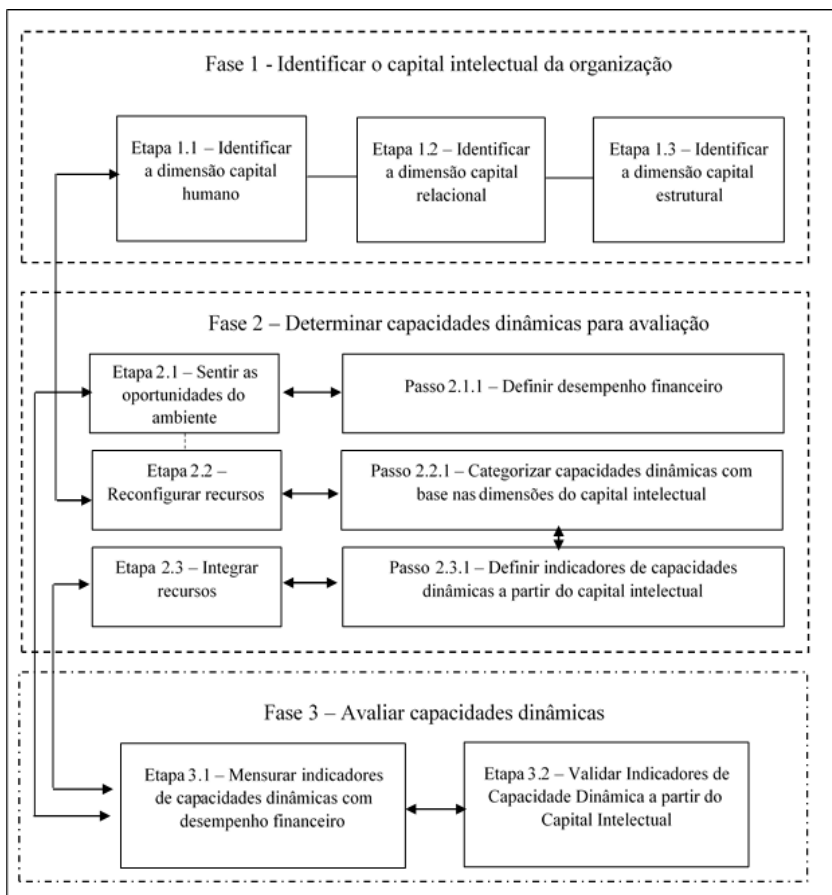 Fase 1 - Identificar o capital intelectual da organização
Etapa 1.1 – Identificar
a dimensão capital
humano
Etapa 1.2 – Identificar
a dimensão capital
relacional
Etapa 1.3 – Identificar
a dimensão capital
estrutural
Fase 2 – Determinar capacidades dinâmicas para avaliação
Etapa 2.1 – Sentir as
oportunidades do
ambiente
Passo 2.1.1 – Definir desempenho financeiro
Etapa 2.2 –
Reconfigurar recursos
Passo 2.2.1 – Categorizar capacidades dinâmicas com
base nas dimensões do capital intelectual
Etapa 2.3 – Integrar
recursos
Passo 2.3.1 – Definir indicadores de capacidades
dinâmicas a partir do capital intelectual
Fase 3 – Avaliar capacidades dinâmicas
Etapa 3.1 – Mensurar indicadores
de capacidades dinâmicas com
desempenho financeiro
Etapa 3.2 – Validar Indicadores de
Capacidade Dinâmica a partir do
Capital Intelectual